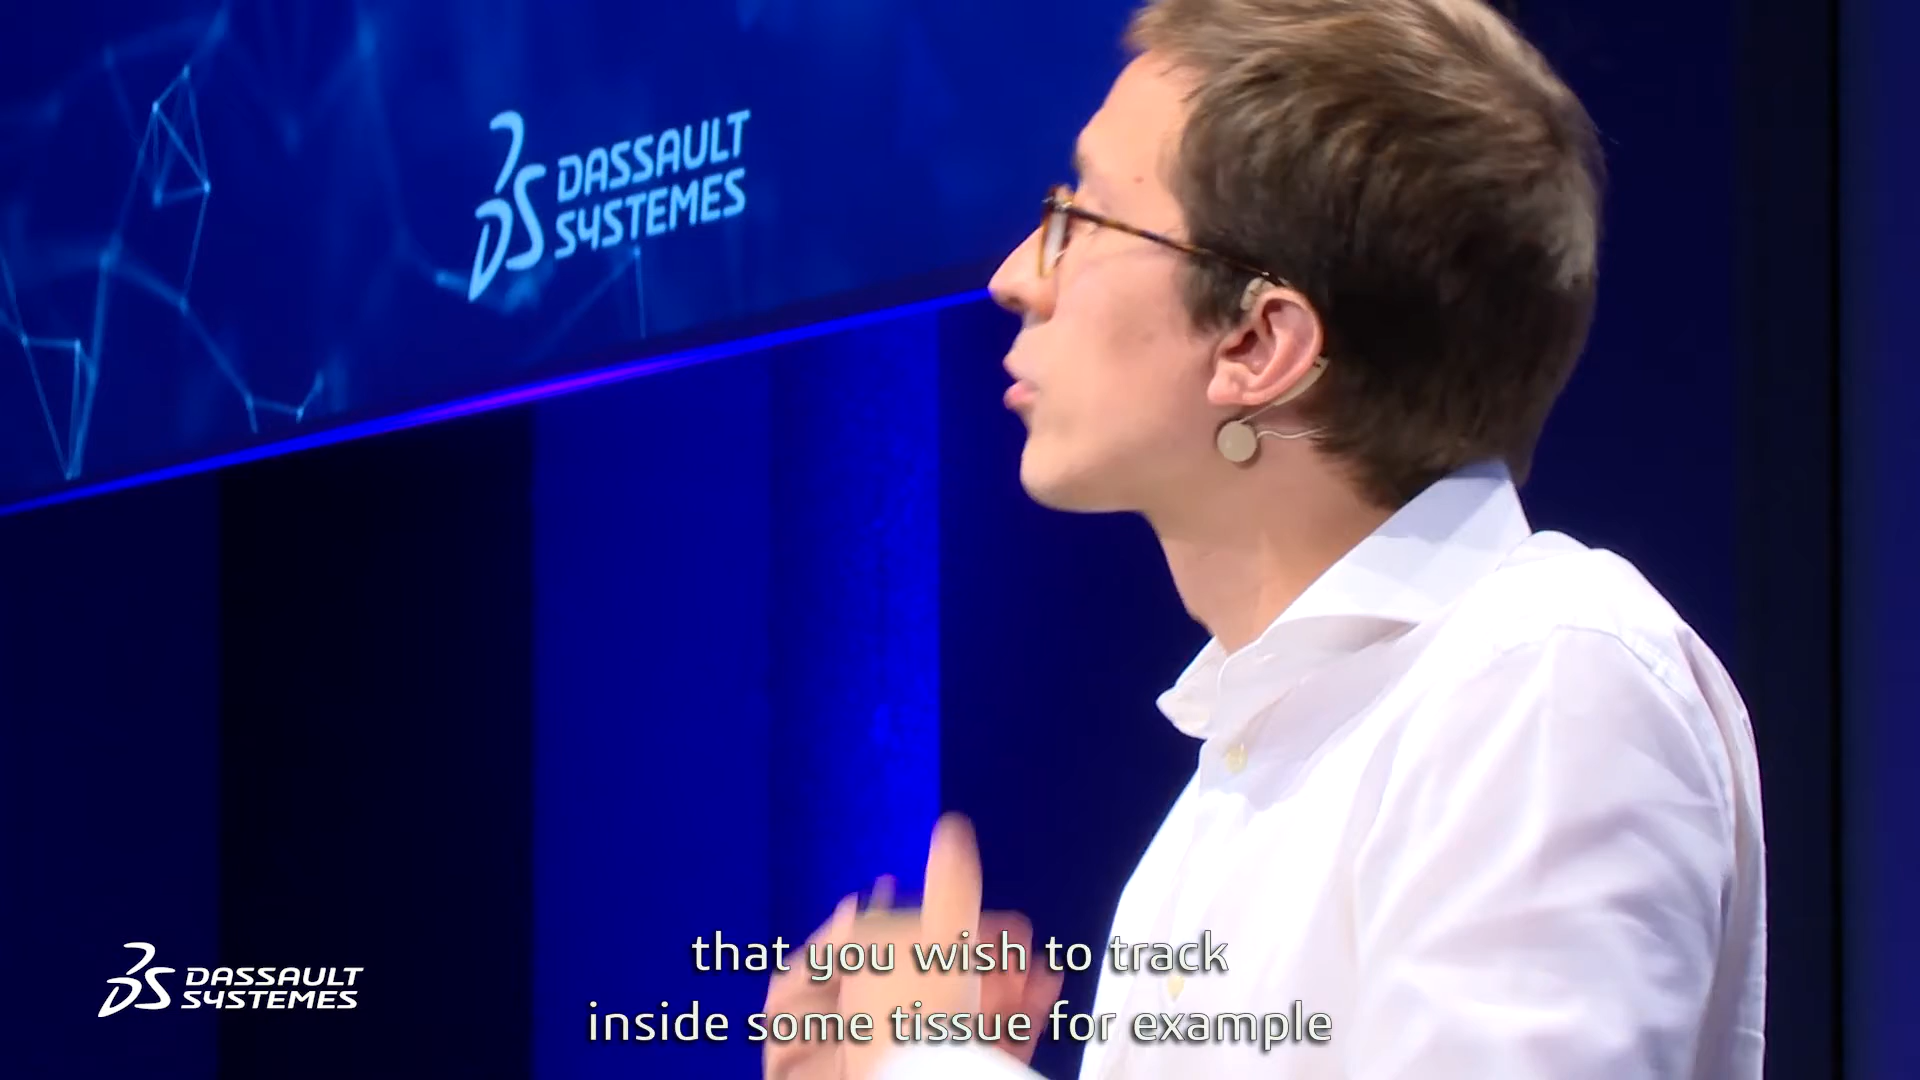 DASSAULT
SYSTEMES
that you wish to track
inside some tissue for example
DASSAULT
SYSTEMES